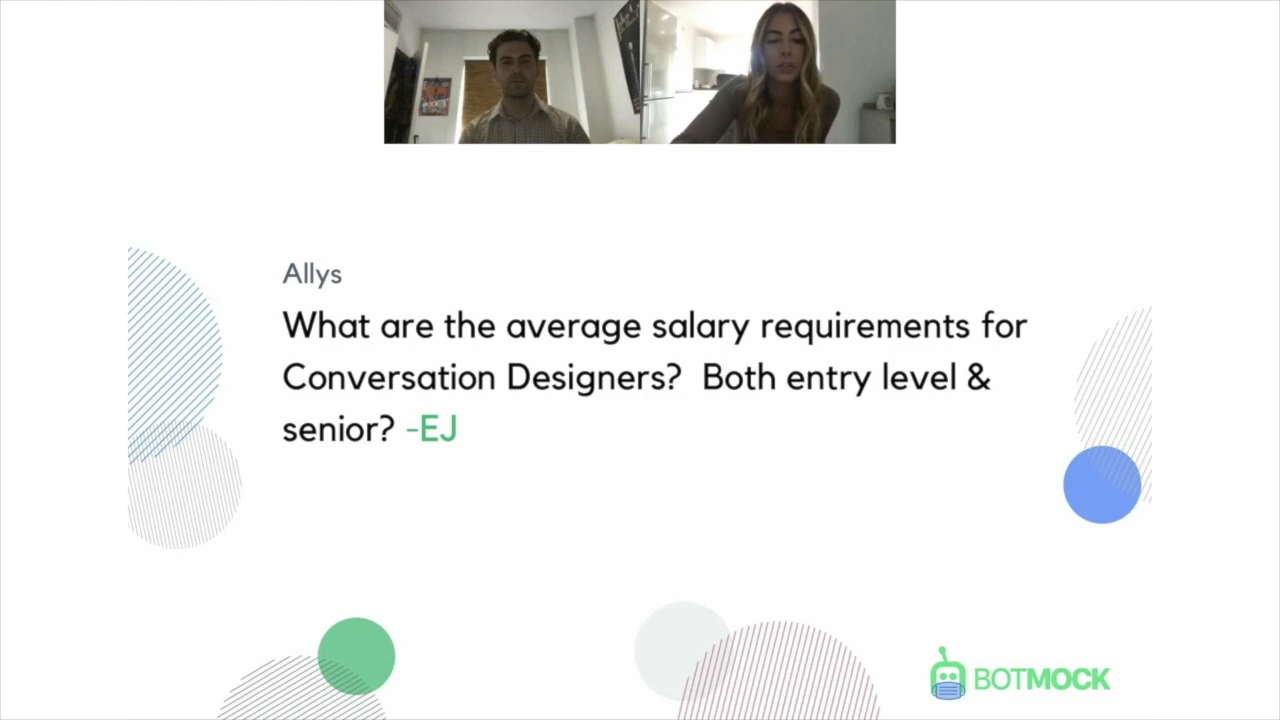 Allys
What are the average salary requirements for
Conversation Designers? Both entry level &
senior? -EJ
BOTMOCK